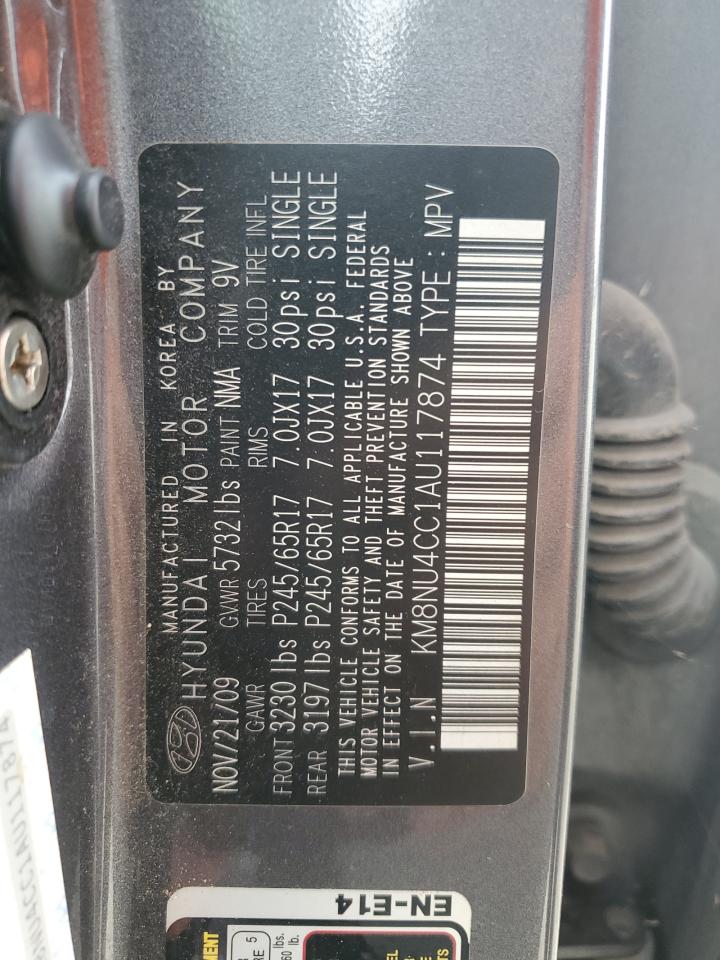 MANUFACTURED IN KOREA BY
HYUNDAI MOTOR COMPANY
NOV/21/09 GVWR 5732 lbs PAINT NMA TRIM 9V
GAWR TIRES RIMS COLD TIRE INFL
FRONT 3230 lbs P245/65R17 7.0JX17 30psi SINGLE
REAR 3197 lbs P245/65R17 7.0JX17 30psi SINGLE
THIS VEHICLE CONFORMS TO ALL APPLICABLE U.S.A. FEDERAL
MOTOR VEHICLE SAFETY AND THEFT PREVENTION STANDARDS
IN EFFECT ON THE DATE OF MANUFACTURE SHOWN ABOVE
V.I.N KM8NU4CC1AU117874 TYPE : MPV
EN-E14
NU4CC1AU117874